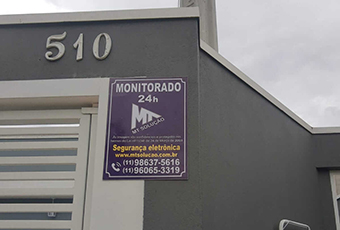 510
MONITORADO
24h
MT SOLUÇÃO
Segurança eletrônica
www.mtsolucao.com.br
(11) 98637-5616
(11) 96065-3319